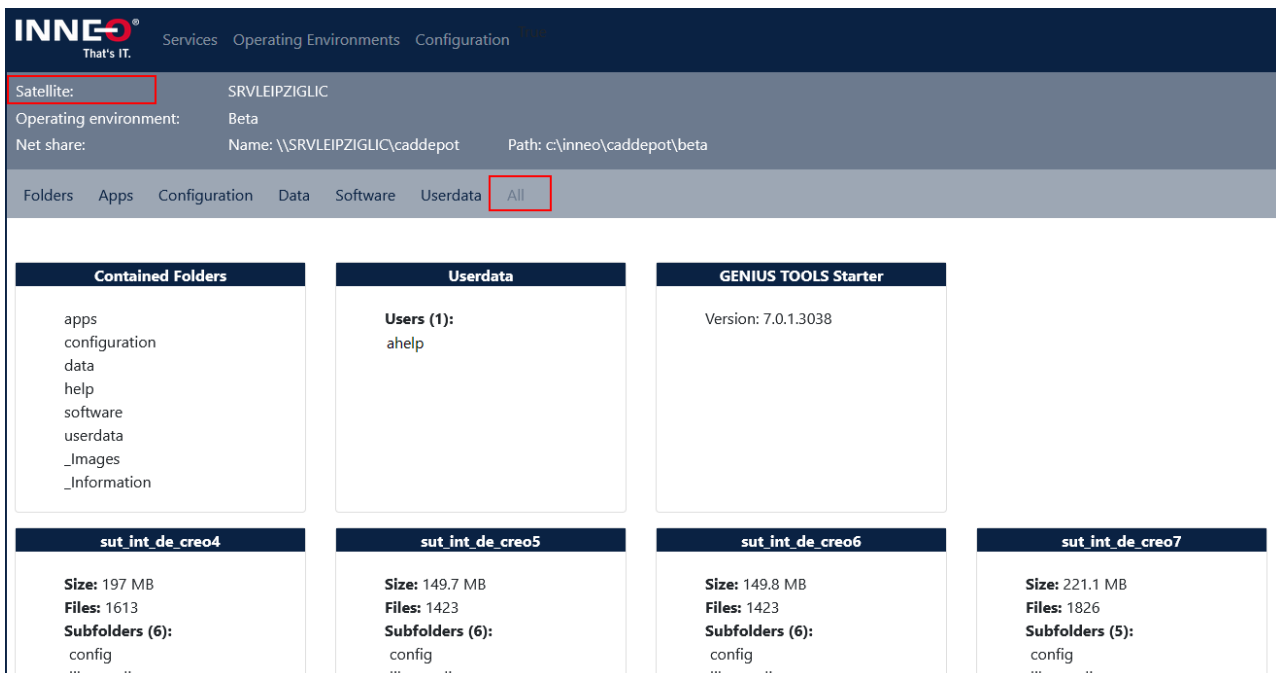 INNEO®
That's IT.
Services Operating Environments Configuration
Satellite: SRVLEIPZIGLIC
Operating environment: Beta
Net share: Name: \\SRVLEIPZIGLIC\caddepot Path: c:\inneo\caddepot\beta
Folders Apps Configuration Data Software Userdata All
Contained Folders
apps
configuration
data
help
software
userdata
_Images
_Information
Userdata
Users (1):
ahelp
GENIUS TOOLS Starter
Version: 7.0.1.3038
sut_int_de_creo4
Size: 197 MB
Files: 1613
Subfolders (6):
config
sut_int_de_creo5
Size: 149.7 MB
Files: 1423
Subfolders (6):
config
sut_int_de_creo6
Size: 149.8 MB
Files: 1423
Subfolders (6):
config
sut_int_de_creo7
Size: 221.1 MB
Files: 1826
Subfolders (5):
config